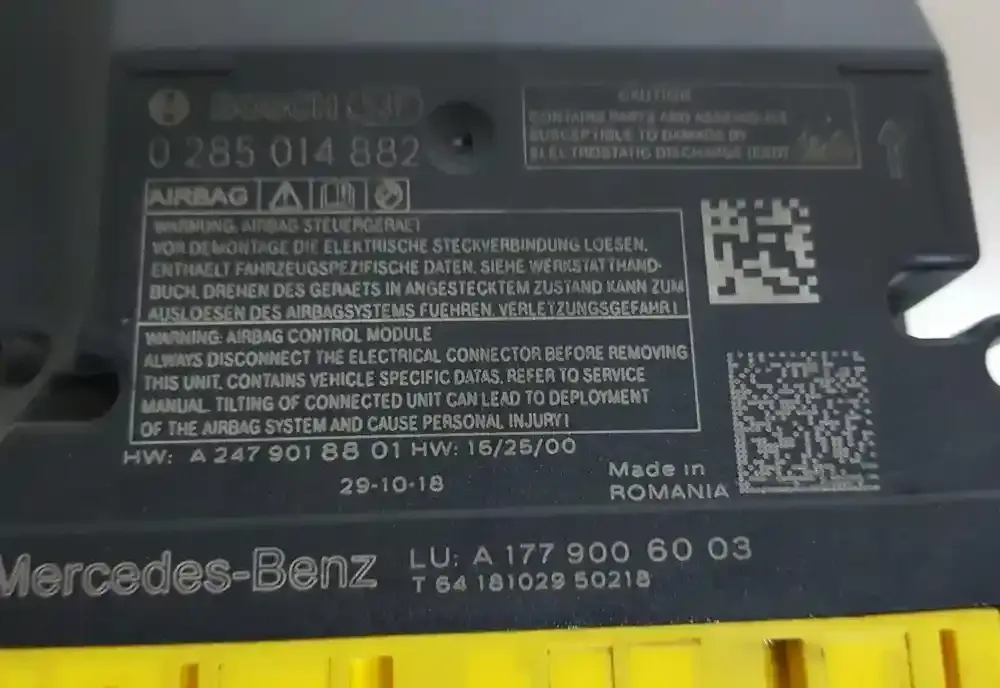 BOSCH
0 285 014 882
CAUTION
CONTAINS PARTS AND ASSEMBLIES
SUSCEPTIBLE TO DAMAGE BY
ELECTROSTATIC DISCHARGE (ESD)
AIRBAG
WARNUNG: AIRBAG STEUERGERAET
VOR DEMONTAGE DIE ELEKTRISCHE STECKVERBINDUNG LOESEN.
ENTHAELT FAHRZEUGSPEZIFISCHE DATEN. SIEHE WERKSTATTHAND-
BUCH. DREHEN DES GERAETS IN ANGESTECKTEM ZUSTAND KANN ZUM
AUSLOESEN DES AIRBAGSYSTEMS FUEHREN. VERLETZUNGSGEFAHR!
WARNING: AIRBAG CONTROL MODULE
ALWAYS DISCONNECT THE ELECTRICAL CONNECTOR BEFORE REMOVING
THIS UNIT. CONTAINS VEHICLE SPECIFIC DATAS. REFER TO SERVICE
MANUAL. TILTING OF CONNECTED UNIT CAN LEAD TO DEPLOYMENT
OF THE AIRBAG SYSTEM AND CAUSE PERSONAL INJURY!
HW: A 247 901 88 01 HW: 16/25/00
29-10-18
Made in
ROMANIA
Mercedes-Benz
LU: A 177 900 60 03
T 64 181029 50218